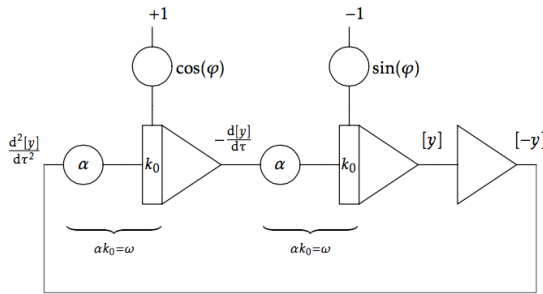 +1
−1
cos(φ)
sin(φ)
d²[y]/dτ²
α
k₀
−d[y]/dτ
α
k₀
[y]
[−y]
αk₀=ω
αk₀=ω